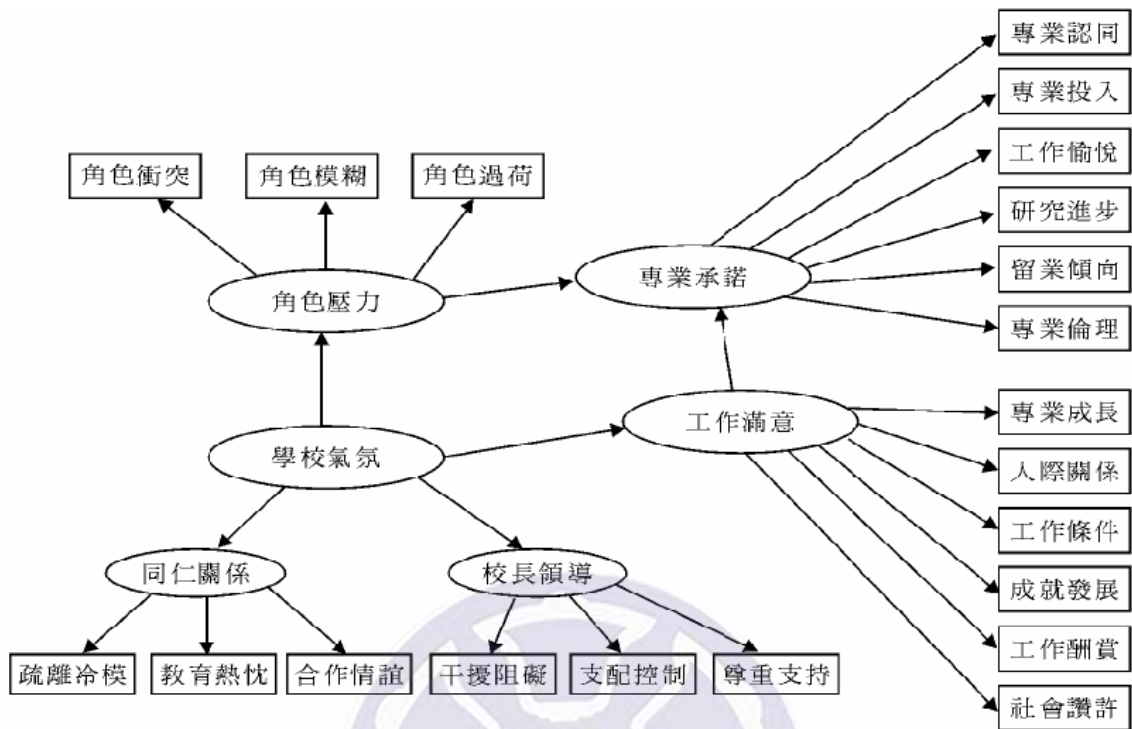 專業認同
專業投入
角色衝突
角色模糊
角色過荷
工作愉悅
研究進步
專業承諾
留業傾向
角色壓力
專業倫理
專業成長
工作滿意
學校氣氛
人際關係
工作條件
同仁關係
校長領導
成就發展
工作酬賞
疏離冷模
教育熱忱
合作情誼
干擾阻礙
支配控制
尊重支持
社會讚許